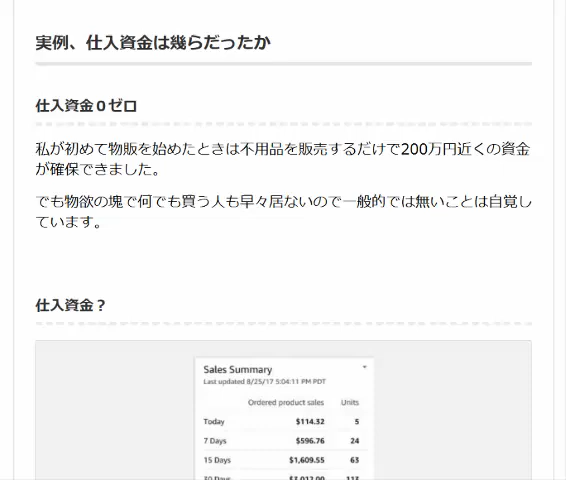 実例、仕入資金は幾らだったか
仕入資金０ゼロ
私が初めて物販を始めたときは不用品を販売するだけで200万円近くの資金
が確保できました。
でも物欲の塊で何でも買う人も早々居ないので一般的では無いことは自覚し
ています。
仕入資金？
Sales Summary
Last updated 8/25/17 5:04:11 PM PDT
Ordered product sales Units
Today $114.32 5
7 Days $596.76 24
15 Days $1,609.55 63